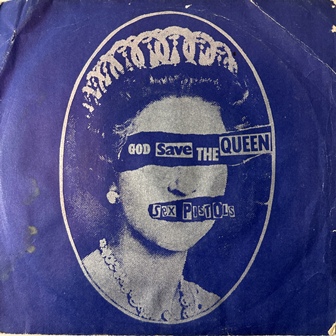 GOD Save THE QUEEN
SEX PISTOLS